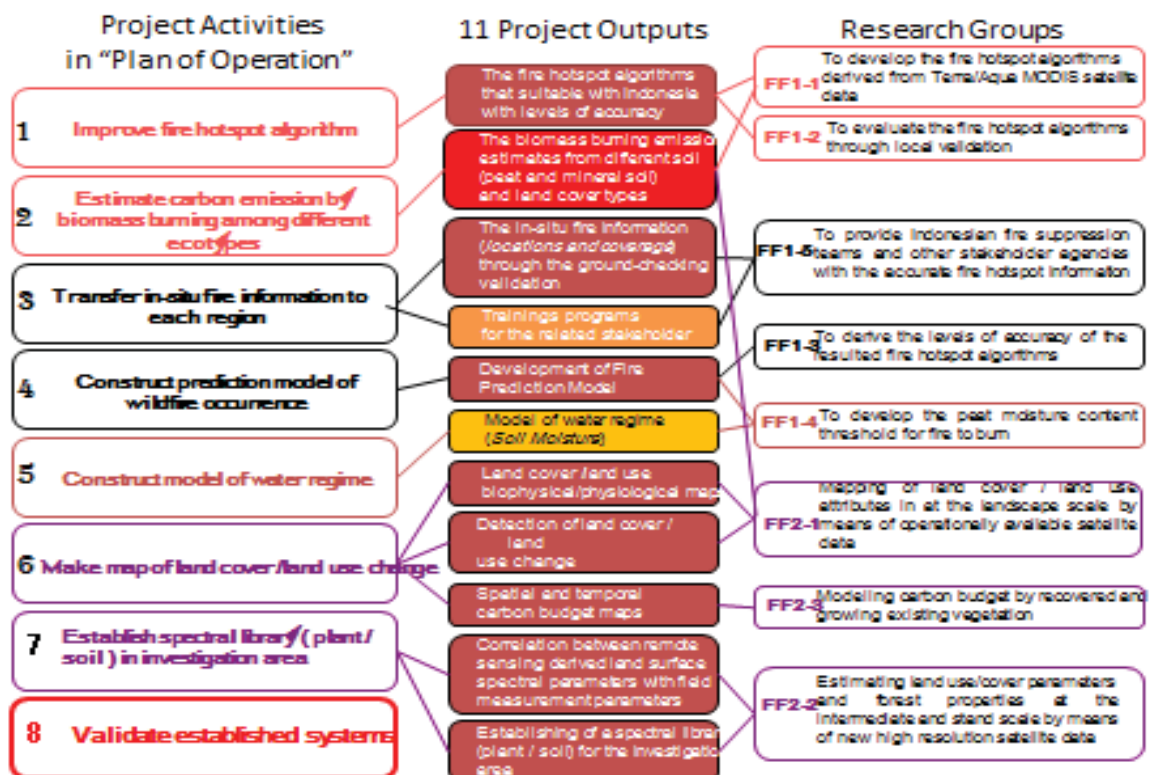 Project Activities
in “Plan of Operation”
1
Improve fire hotspot algorithm
2
Estimate carbon emission by
biomass burning among different
ecotypes
3
Transfer in-situ fire information to
each region
4
Construct prediction model of
wildfire occurrence
5
Construct model of water regime
6 Make map of land cover /land use change
7
Establish spectral library ( plant /
soil ) in investigation area
8 Validate established systems
11 Project Outputs
The fire hotspot algorithms
that suitable with Indonesia
with levels of accuracy
The biomass burning emissio
estimates from different soil
(peat and mineral soil)
and land cover types
The in-situ fire information
(locations and coverage)
through the ground-checking
validation
Trainings programs
for the related stakeholder
Development of Fire
Prediction Model
Model of water regime
(Soil Moisture)
Land cover /land use
biophysical/physiological map
Detection of land cover /
land
use change
Spatial and temporal
carbon budget maps
Correlation between remote
sensing derived land surface
spectral parameters with field
measurement parameters
Establishing of a spectral librar
(plant / soil) for the investigatio
area
Research Groups
FF1-1
To develop the fire hotspot algorithms
derived from Terra/Aqua MODIS satellite
data
FF1-2
To evaluate the fire hotspot algorithms
through local validation
FF1-5
To provide Indonesian fire suppression
teams and other stakeholder agencies
with the accurate fire hotspot information
FF1-3
To derive the levels of accuracy of the
resulted fire hotspot algorithms
FF1-4
To develop the peat moisture content
threshold for fire to burn
FF2-1
Mapping of land cover / land use
attributes in at the landscape scale by
means of operationally available satellite
data
FF2-3
Modelling carbon budget by recovered and
growing existing vegetation
FF2-2
Estimating land use/cover parameters
and forest properties at the
intermediate and stand scale by means
of new high resolution satellite data